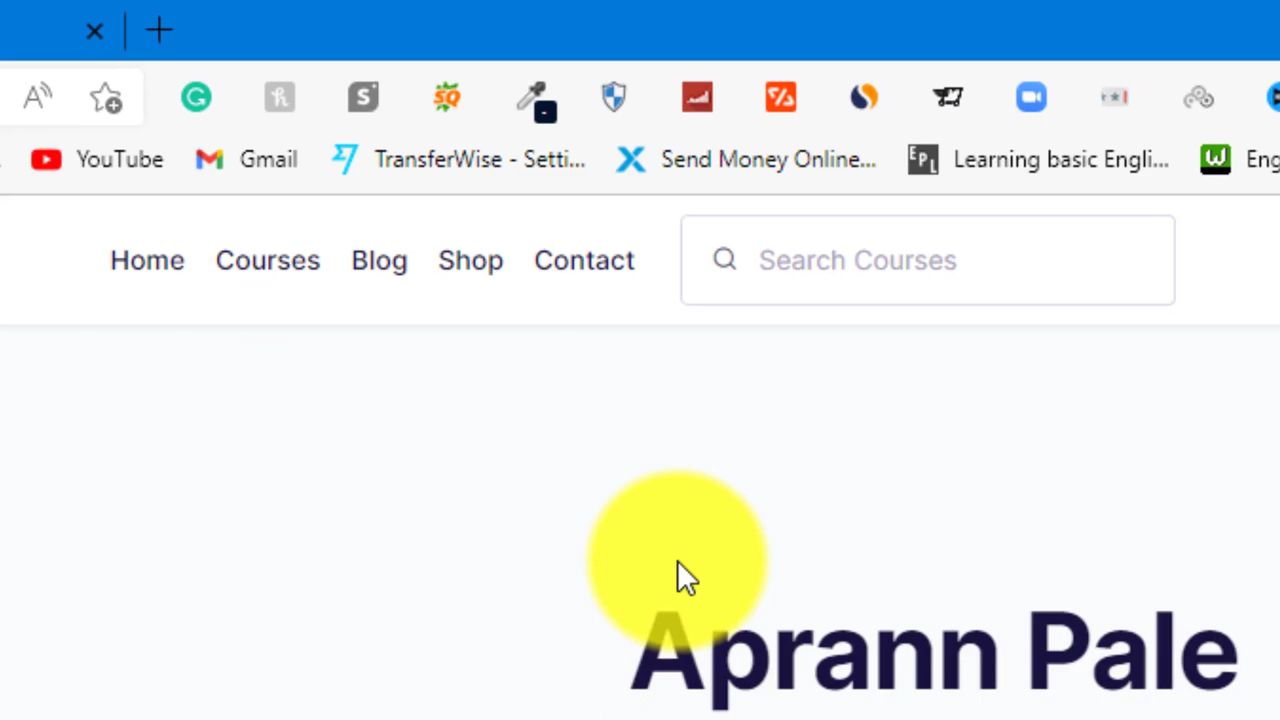 YouTube Gmail TransferWise - Setti... Send Money Online... Learning basic Engli... Eng
Home Courses Blog Shop Contact Search Courses
Aprann Pale